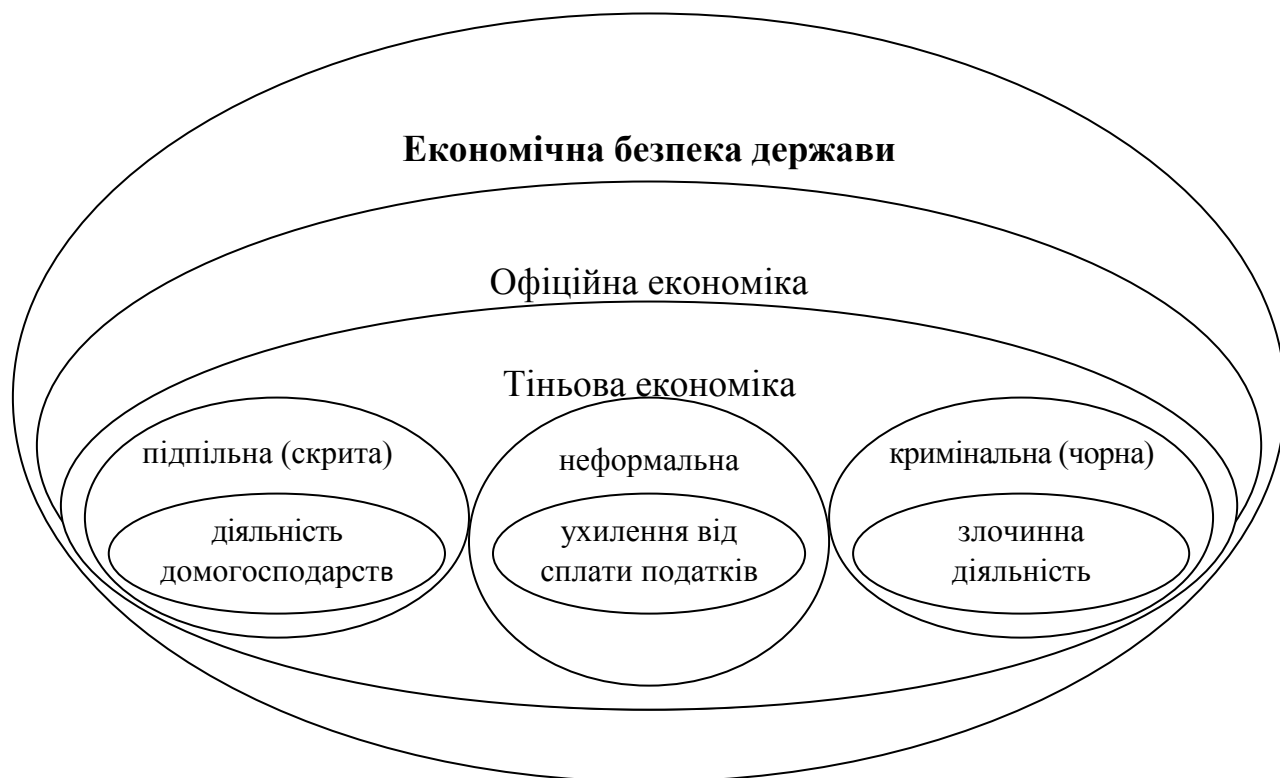 Економічна безпека держави
Офіційна економіка
Тіньова економіка
підпільна (скрита)
діяльність
домогосподарств
неформальна
ухилення від
сплати податків
кримінальна (чорна)
злочинна
діяльність